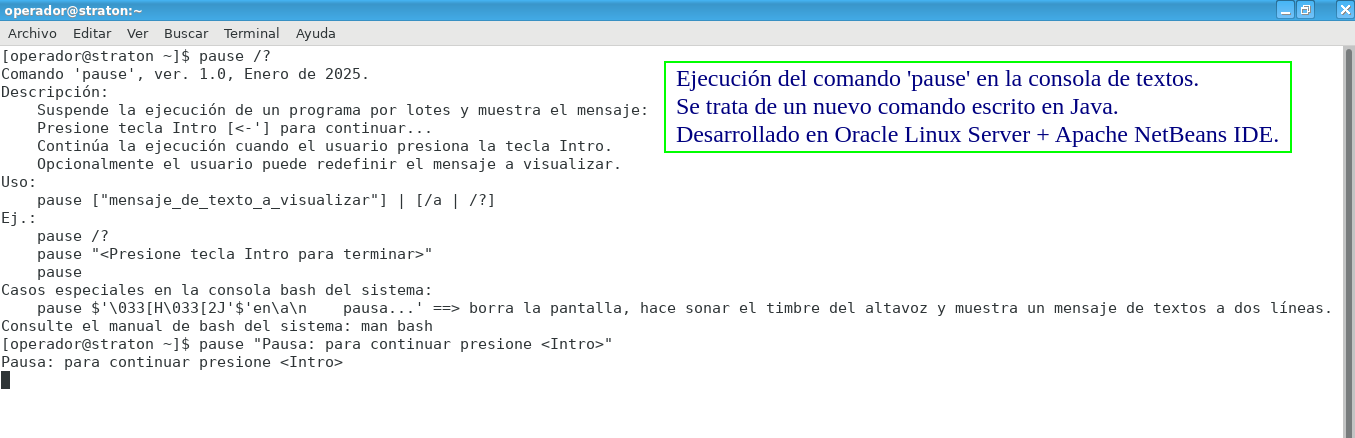 operador@straton:~
Archivo Editar Ver Buscar Terminal Ayuda
[operador@straton ~]$ pause /?
Comando 'pause', ver. 1.0, Enero de 2025.
Descripción:
    Suspende la ejecución de un programa por lotes y muestra el mensaje:
    Presione tecla Intro [<-'] para continuar...
    Continúa la ejecución cuando el usuario presiona la tecla Intro.
    Opcionalmente el usuario puede redefinir el mensaje a visualizar.
Uso:
    pause ["mensaje_de_texto_a_visualizar"] | [/a | /?]
Ej.:
    pause /?
    pause "<Presione tecla Intro para terminar>"
    pause
Casos especiales en la consola bash del sistema:
    pause $'\033[H\033[2J'$'en\a\n    pausa...' ==> borra la pantalla, hace sonar el timbre del altavoz y muestra un mensaje de textos a dos líneas.
Consulte el manual de bash del sistema: man bash
[operador@straton ~]$ pause "Pausa: para continuar presione <Intro>"
Pausa: para continuar presione <Intro>
Ejecución del comando 'pause' en la consola de textos.
Se trata de un nuevo comando escrito en Java.
Desarrollado en Oracle Linux Server + Apache NetBeans IDE.